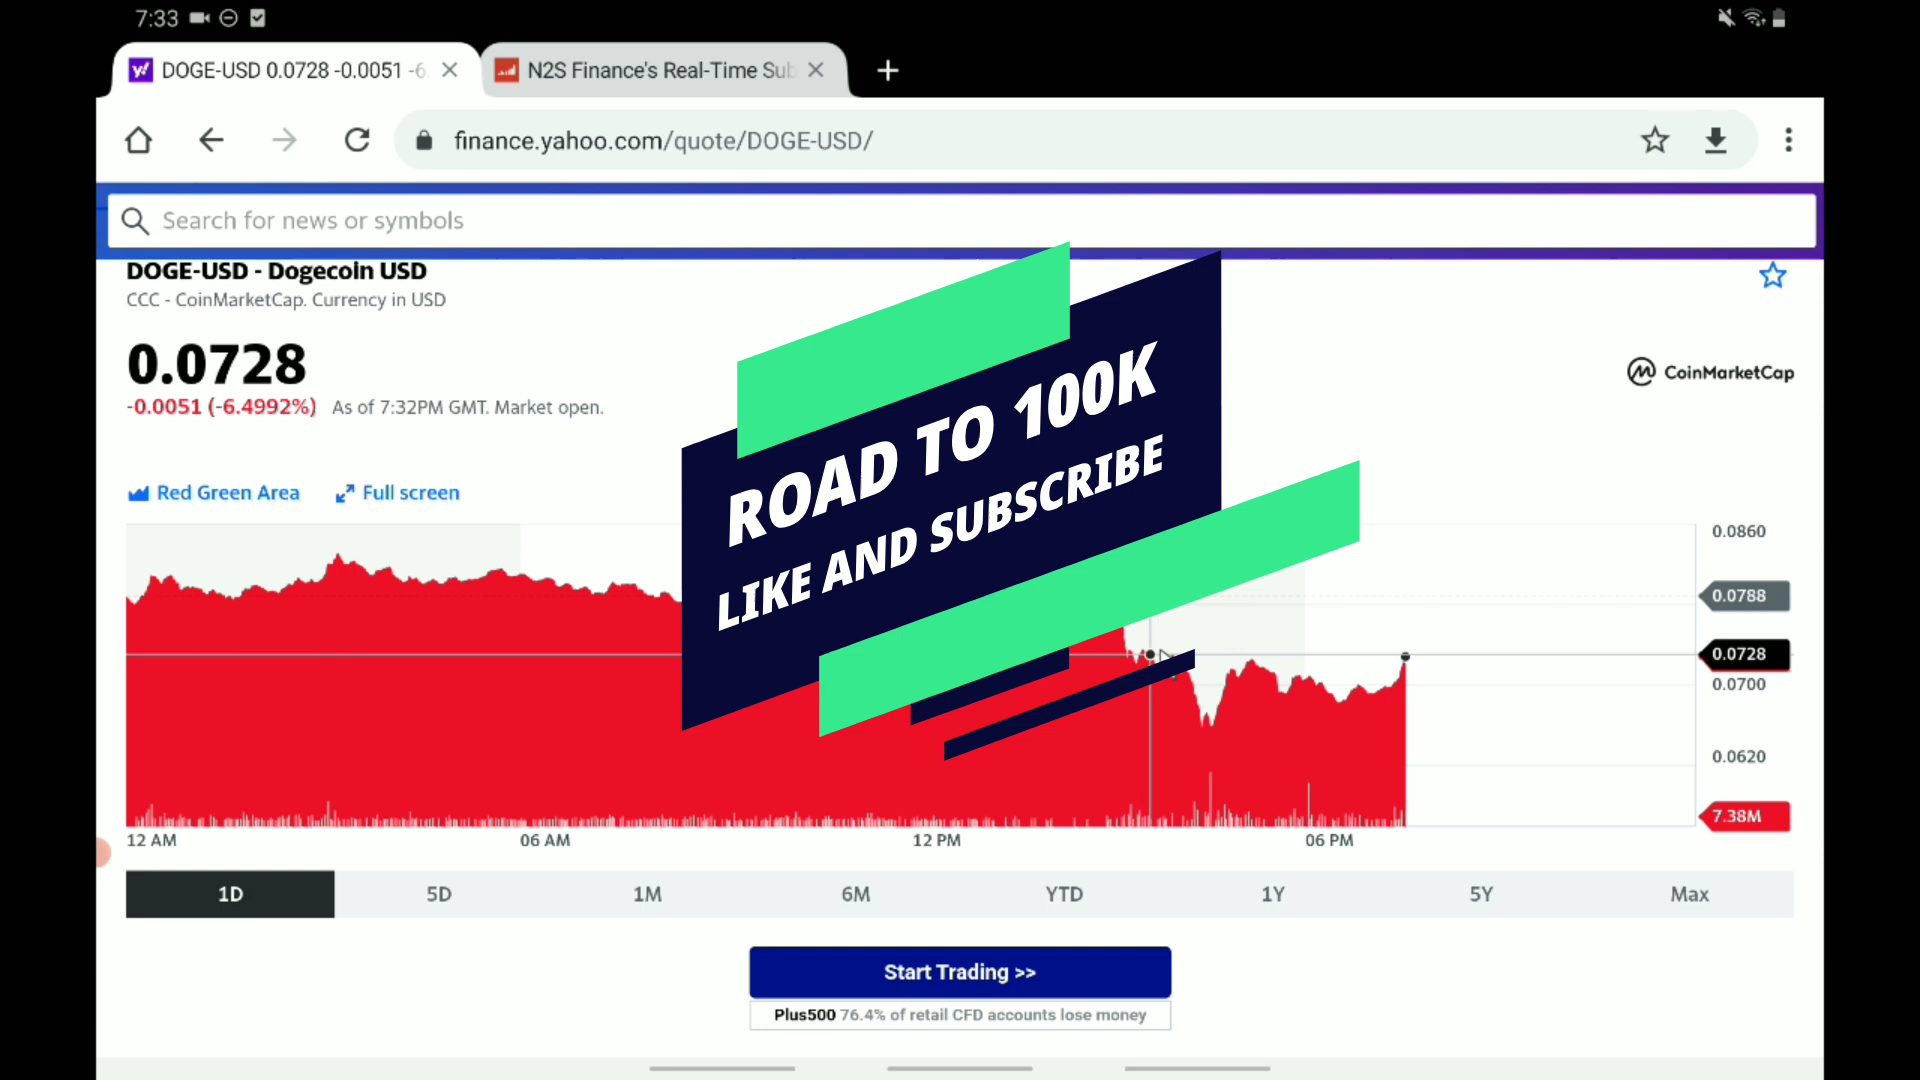 7:33
DOGE-USD 0.0728 -0.0051 -6
N2S Finance's Real-Time Sub
finance.yahoo.com/quote/DOGE-USD/
Search for news or symbols
DOGE-USD - Dogecoin USD
CCC - CoinMarketCap. Currency in USD
0.0728
-0.0051 (-6.4992%) As of 7:32PM GMT. Market open.
CoinMarketCap
Red Green Area
Full screen
ROAD TO 100K
LIKE AND SUBSCRIBE
0.0860
0.0788
0.0728
0.0700
0.0620
7.38M
12 AM 06 AM 12 PM 06 PM
1D 5D 1M 6M YTD 1Y 5Y Max
Start Trading >>
Plus500 76.4% of retail CFD accounts lose money